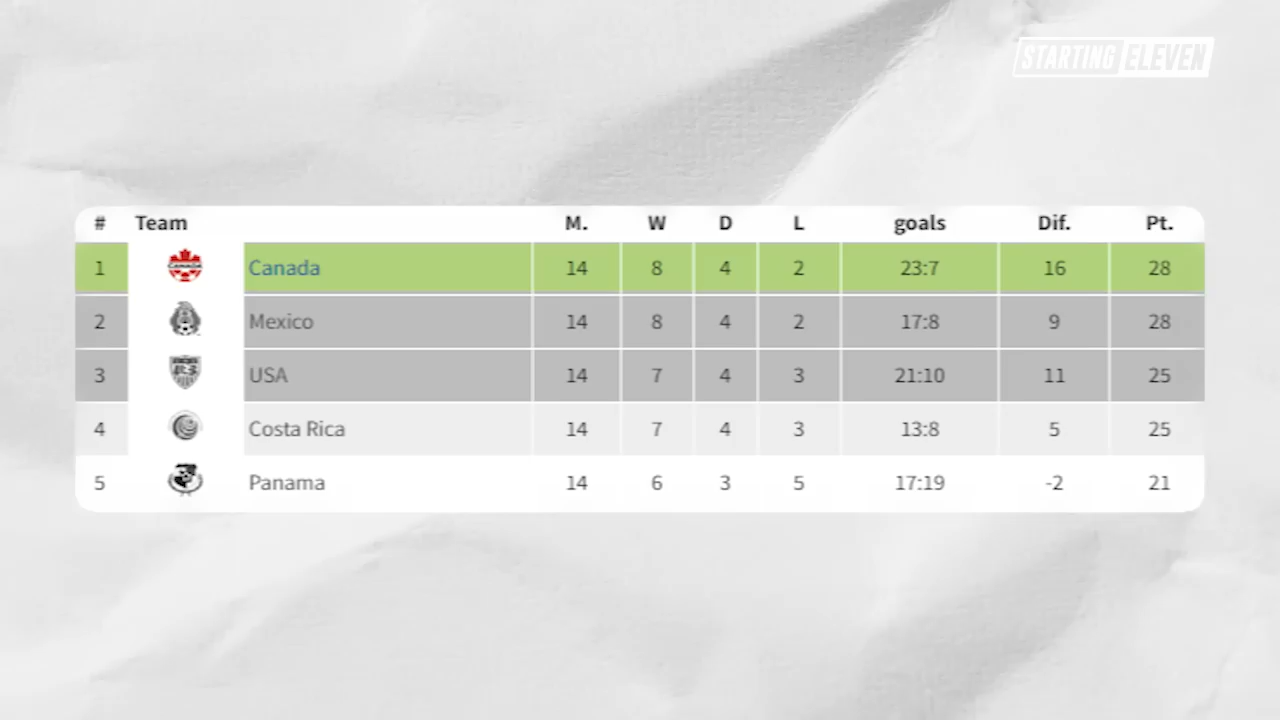 STARTING ELEVEN
# Team M. W D L goals Dif. Pt.
1 Canada 14 8 4 2 23:7 16 28
2 Mexico 14 8 4 2 17:8 9 28
3 USA 14 7 4 3 21:10 11 25
4 Costa Rica 14 7 4 3 13:8 5 25
5 Panama 14 6 3 5 17:19 -2 21